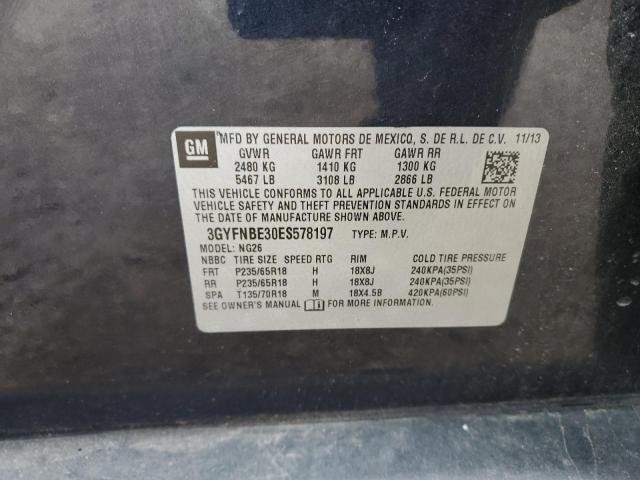 GM MFD BY GENERAL MOTORS DE MEXICO, S. DE R.L. DE C.V. 11/13
GVWR GAWR FRT GAWR RR
2480 KG 1410 KG 1300 KG
5467 LB 3108 LB 2866 LB
THIS VEHICLE CONFORMS TO ALL APPLICABLE U.S. FEDERAL MOTOR
VEHICLE SAFETY AND THEFT PREVENTION STANDARDS IN EFFECT ON THE
DATE OF MANUFACTURE SHOWN ABOVE.
3GYFNBE30ES578197 TYPE: M.P.V.
MODEL: NG26
NBBC TIRE SIZE SPEED RTG RIM COLD TIRE PRESSURE
FRT P235/65R18 H 18X8J 240KPA(35PSI)
RR P235/65R18 H 18X8J 240KPA(35PSI)
SPA T135/70R18 M 18X4.5B 420KPA(60PSI)
SEE OWNER'S MANUAL FOR MORE INFORMATION.